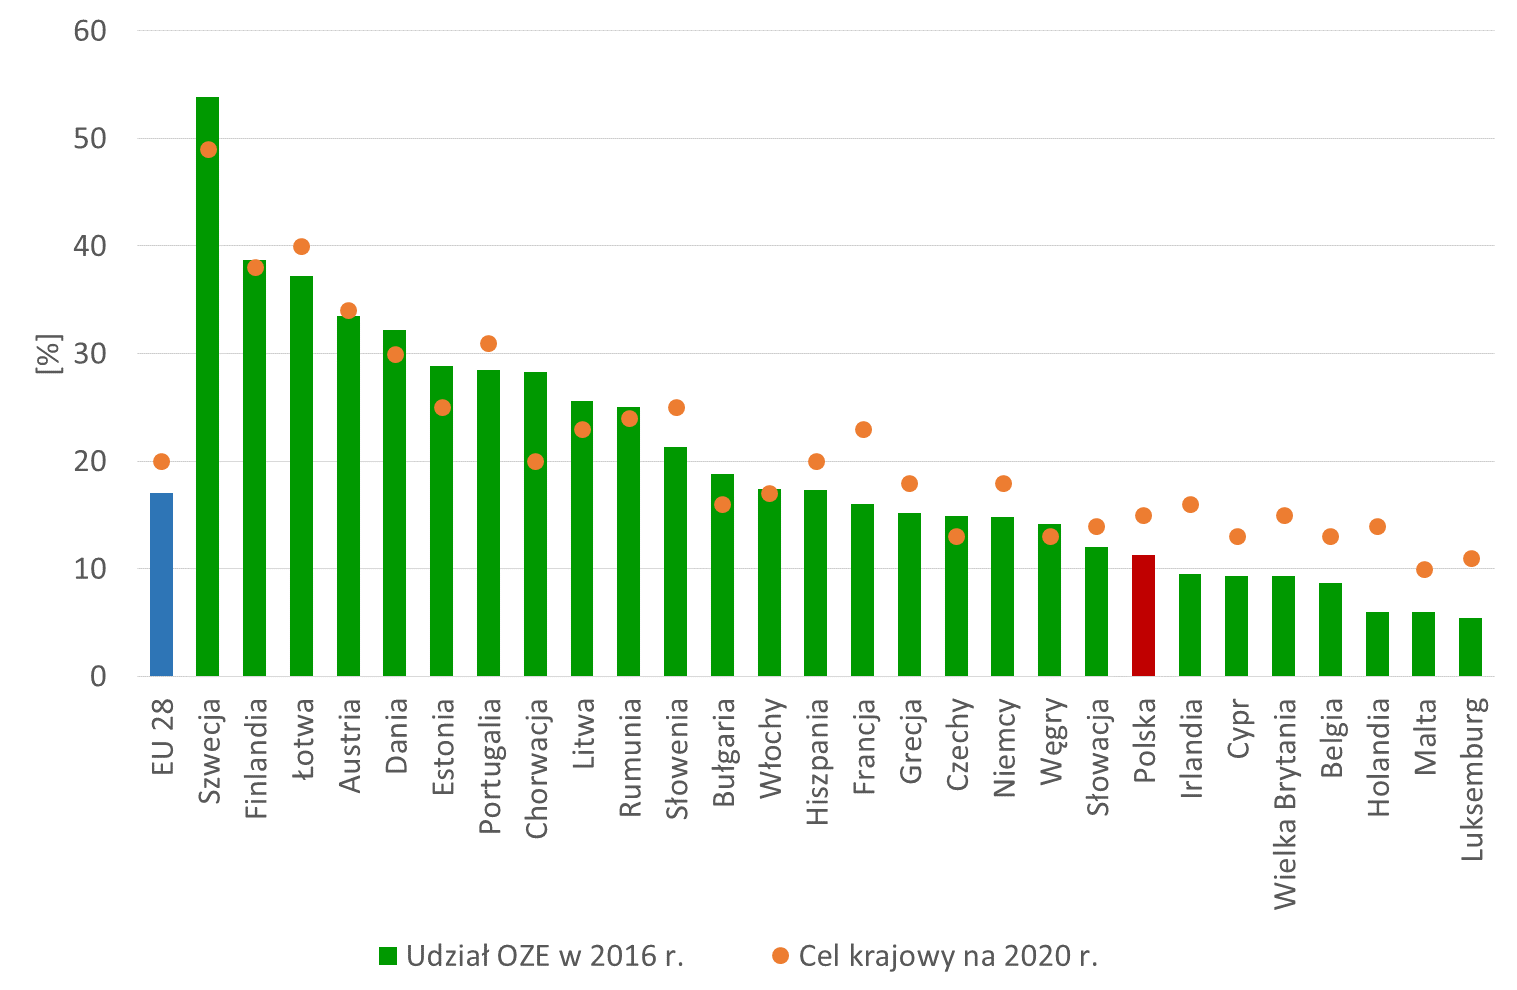 60
50
40
30
20
10
0
[%]
EU 28
Szwecja
Finlandia
Łotwa
Austria
Dania
Estonia
Portugalia
Chorwacja
Litwa
Rumunia
Słowenia
Bułgaria
Włochy
Hiszpania
Francja
Grecja
Czechy
Niemcy
Węgry
Słowacja
Polska
Irlandia
Cypr
Wielka Brytania
Belgia
Holandia
Malta
Luksemburg
Udział OZE w 2016 r.
Cel krajowy na 2020 r.